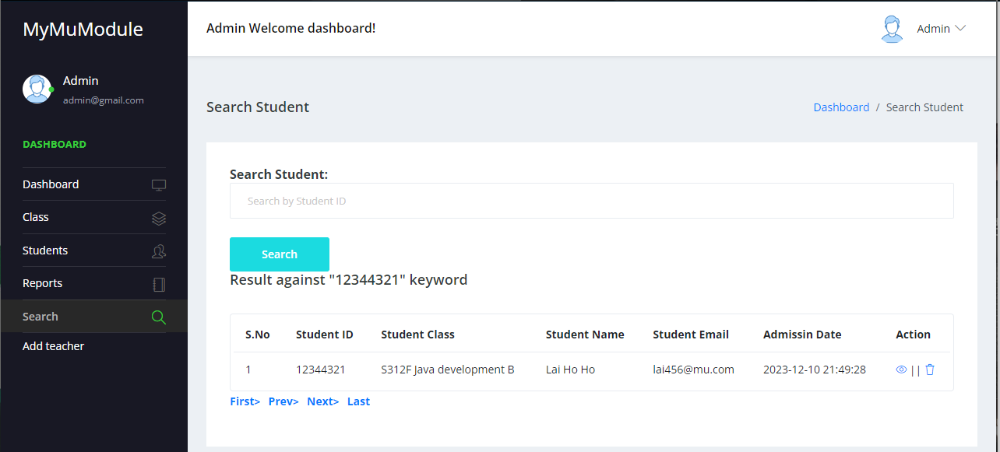 MyMuModule
Admin Welcome dashboard!
Admin
Admin
admin@gmail.com
DASHBOARD
Dashboard
Class
Students
Reports
Search
Add teacher
Search Student
Dashboard / Search Student
Search Student:
Search by Student ID
Search
Result against "12344321" keyword
S.No Student ID Student Class Student Name Student Email Admissin Date Action
1 12344321 S312F Java development B Lai Ho Ho lai456@mu.com 2023-12-10 21:49:28 ||
First> Prev> Next> Last